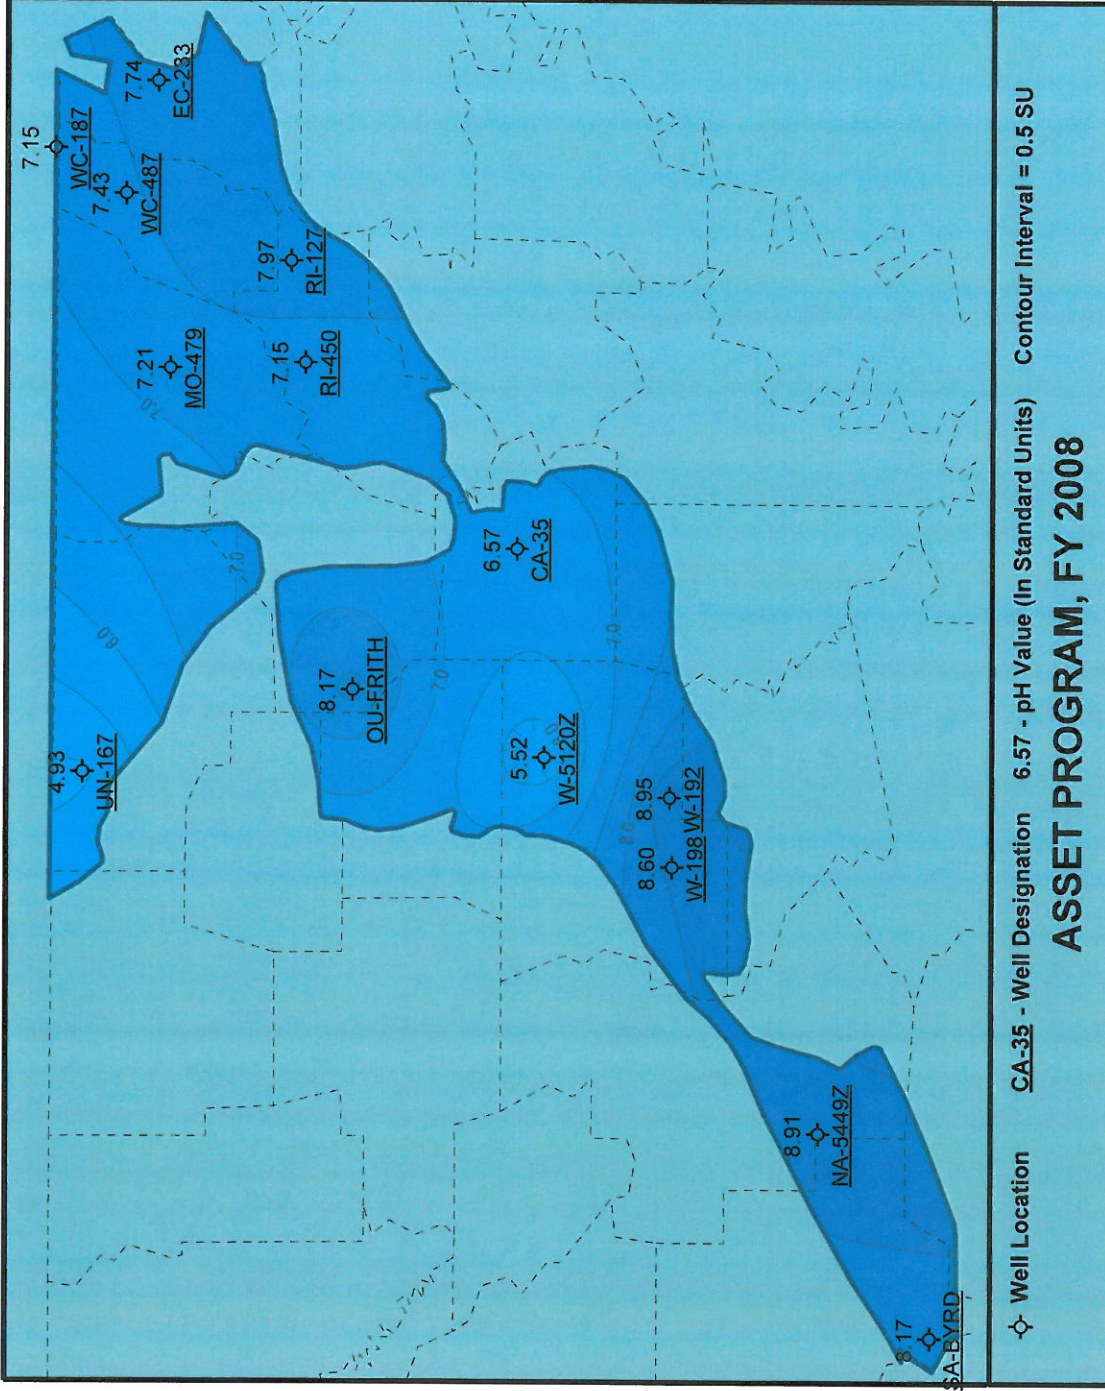 7.15
WC-187
7.74
EC-233
7.43
WC-487
7.97
RI-127
7.21
MO-479
7.0
7.15
RI-450
7.0
6.0
4.93
UN-167
8.17
OU-FRITH
7.0
6.57
CA-35
5.52
W-5120Z
6.0
7.0
8.95
W-192
8.0
8.60
W-198
8.91
NA-5449Z
8.17
SA-BYRD
Well Location CA-35 - Well Designation 6.57 - pH Value (In Standard Units) Contour Interval = 0.5 SU
ASSET PROGRAM, FY 2008